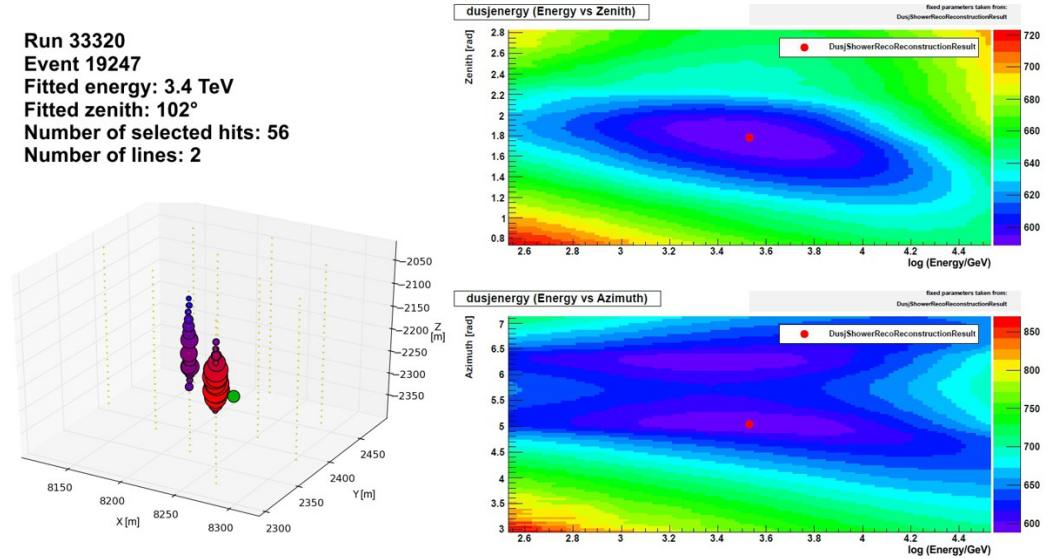 Run 33320
Event 19247
Fitted energy: 3.4 TeV
Fitted zenith: 102°
Number of selected hits: 56
Number of lines: 2
−2050
−2100
−2150
−2200
−2250
−2300
−2350
Z
[m]
8150
8200
8250
8300
X [m]
2300
2350
2400
2450
Y [m]
dusjenergy (Energy vs Zenith)
fixed parameters taken from:
DusjShowerRecoReconstructionResult
Zenith [rad]
2.8
2.6
2.4
2.2
2
1.8
1.6
1.4
1.2
1
0.8
DusjShowerRecoReconstructionResult
2.6 2.8 3 3.2 3.4 3.6 3.8 4 4.2 4.4
log (Energy/GeV)
720
700
680
660
640
620
600
dusjenergy (Energy vs Azimuth)
fixed parameters taken from:
DusjShowerRecoReconstructionResult
Azimuth [rad]
7
6.5
6
5.5
5
4.5
4
3.5
3
DusjShowerRecoReconstructionResult
2.6 2.8 3 3.2 3.4 3.6 3.8 4 4.2 4.4
log (Energy/GeV)
850
800
750
700
650
600